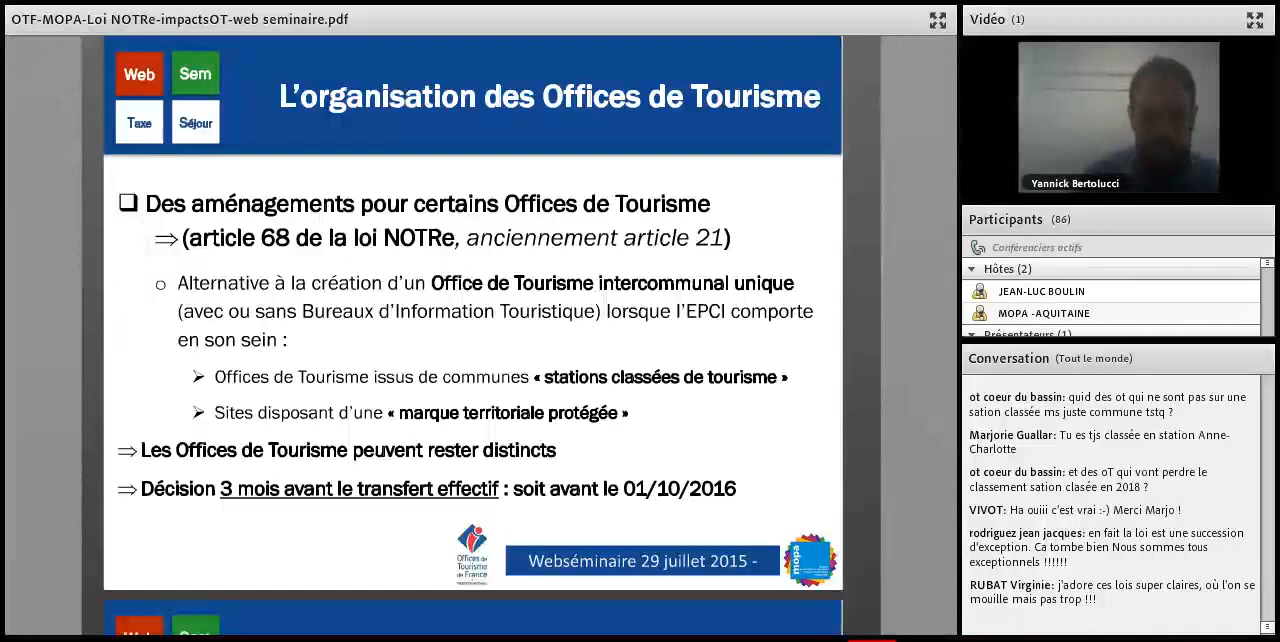 OTF-MOPA-Loi NOTRe-impactsOT-web seminaire.pdf
Web Sem
Taxe Séjour
L'organisation des Offices de Tourisme
Des aménagements pour certains Offices de Tourisme
⇒ (article 68 de la loi NOTRe, anciennement article 21)
o Alternative à la création d'un Office de Tourisme intercommunal unique
(avec ou sans Bureaux d'Information Touristique) lorsque l'EPCI comporte
en son sein :
➢ Offices de Tourisme issus de communes « stations classées de tourisme »
➢ Sites disposant d'une « marque territoriale protégée »
⇒ Les Offices de Tourisme peuvent rester distincts
⇒ Décision 3 mois avant le transfert effectif : soit avant le 01/10/2016
Offices de
Tourisme
de France
Webséminaire 29 juillet 2015 -
mopa
Web Sem
Vidéo (1)
Yannick Bertolucci
Participants (86)
Conférenciers actifs
Hôtes (2)
JEAN-LUC BOULIN
MOPA -AQUITAINE
Présentateurs (1)
Conversation (Tout le monde)
ot coeur du bassin: quid des ot qui ne sont pas sur une
sation classée ms juste commune tstq ?
Marjorie Guallar: Tu es tjs classée en station Anne-
Charlotte
ot coeur du bassin: et des oT qui vont perdre le
classement sation clasée en 2018 ?
VIVOT: Ha ouiii c'est vrai :-) Merci Marjo !
rodriguez jean jacques: en fait la loi est une succession
d'exception. Ca tombe bien Nous sommes tous
exceptionnels !!!!!!
RUBAT Virginie: j'adore ces lois super claires, où l'on se
mouille mais pas trop !!!